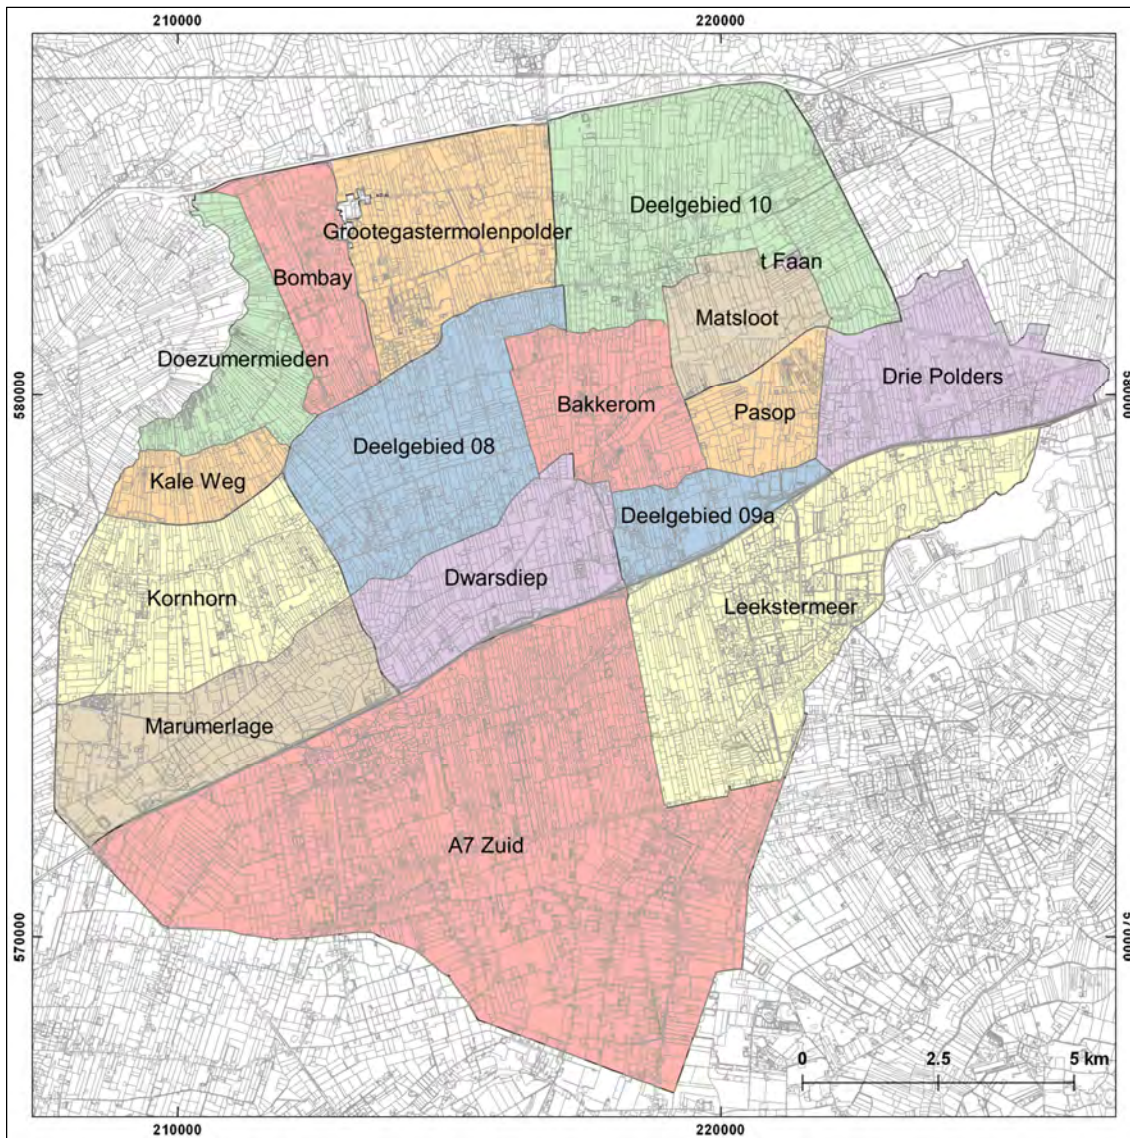 210000
220000
Deelgebied 10
Grootegastermolenpolder
t Faan
Bombay
Matsloot
Doezumermieden
Drie Polders
580000
580000
Bakkerom
Pasop
Deelgebied 08
Kale Weg
Deelgebied 09a
Dwarsdiep
Kornhorn
Leekstermeer
Marumerlage
A7 Zuid
570000
570000
0 2.5 5 km
210000
220000